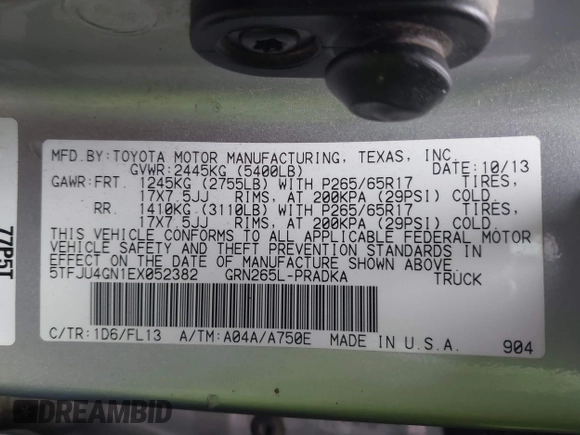 MFD.BY:TOYOTA MOTOR MANUFACTURING, TEXAS, INC.
GVWR:2445KG (5400LB) DATE:10/13
GAWR:FRT. 1245KG (2755LB) WITH P265/65R17 TIRES,
17X7.5JJ RIMS, AT 200KPA (29PSI) COLD.
RR. 1410KG (3110LB) WITH P265/65R17 TIRES,
17X7.5JJ RIMS, AT 200KPA (29PSI) COLD.
THIS VEHICLE CONFORMS TO ALL APPLICABLE FEDERAL MOTOR
VEHICLE SAFETY AND THEFT PREVENTION STANDARDS IN
EFFECT ON THE DATE OF MANUFACTURE SHOWN ABOVE.
5TFJU4GN1EX052382 GRN265L-PRADKA TRUCK
C/TR:1D6/FL13 A/TM:A04A/A750E MADE IN U.S.A. 904
77P5T
DREAMBID